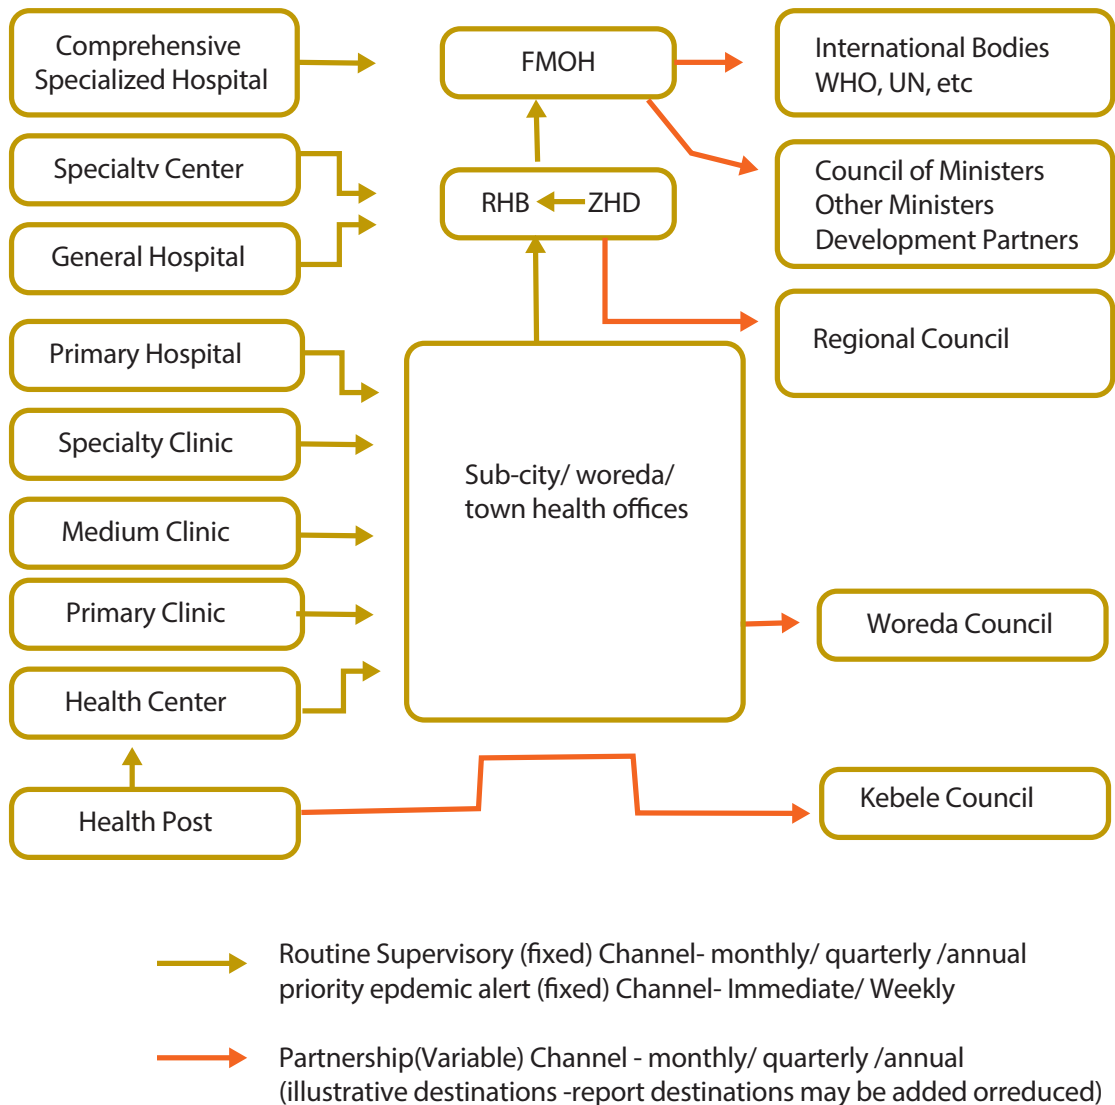 Comprehensive
Specialized Hospital
FMOH
International Bodies
WHO, UN, etc
Specialtv Center
RHB
ZHD
Council of Ministers
Other Ministers
Development Partners
General Hospital
Primary Hospital
Regional Council
Specialty Clinic
Sub-city/ woreda/
town health offices
Medium Clinic
Primary Clinic
Woreda Council
Health Center
Health Post
Kebele Council
Routine Supervisory (fixed) Channel- monthly/ quarterly /annual
priority epdemic alert (fixed) Channel- Immediate/ Weekly
Partnership(Variable) Channel - monthly/ quarterly /annual
(illustrative destinations -report destinations may be added orreduced)